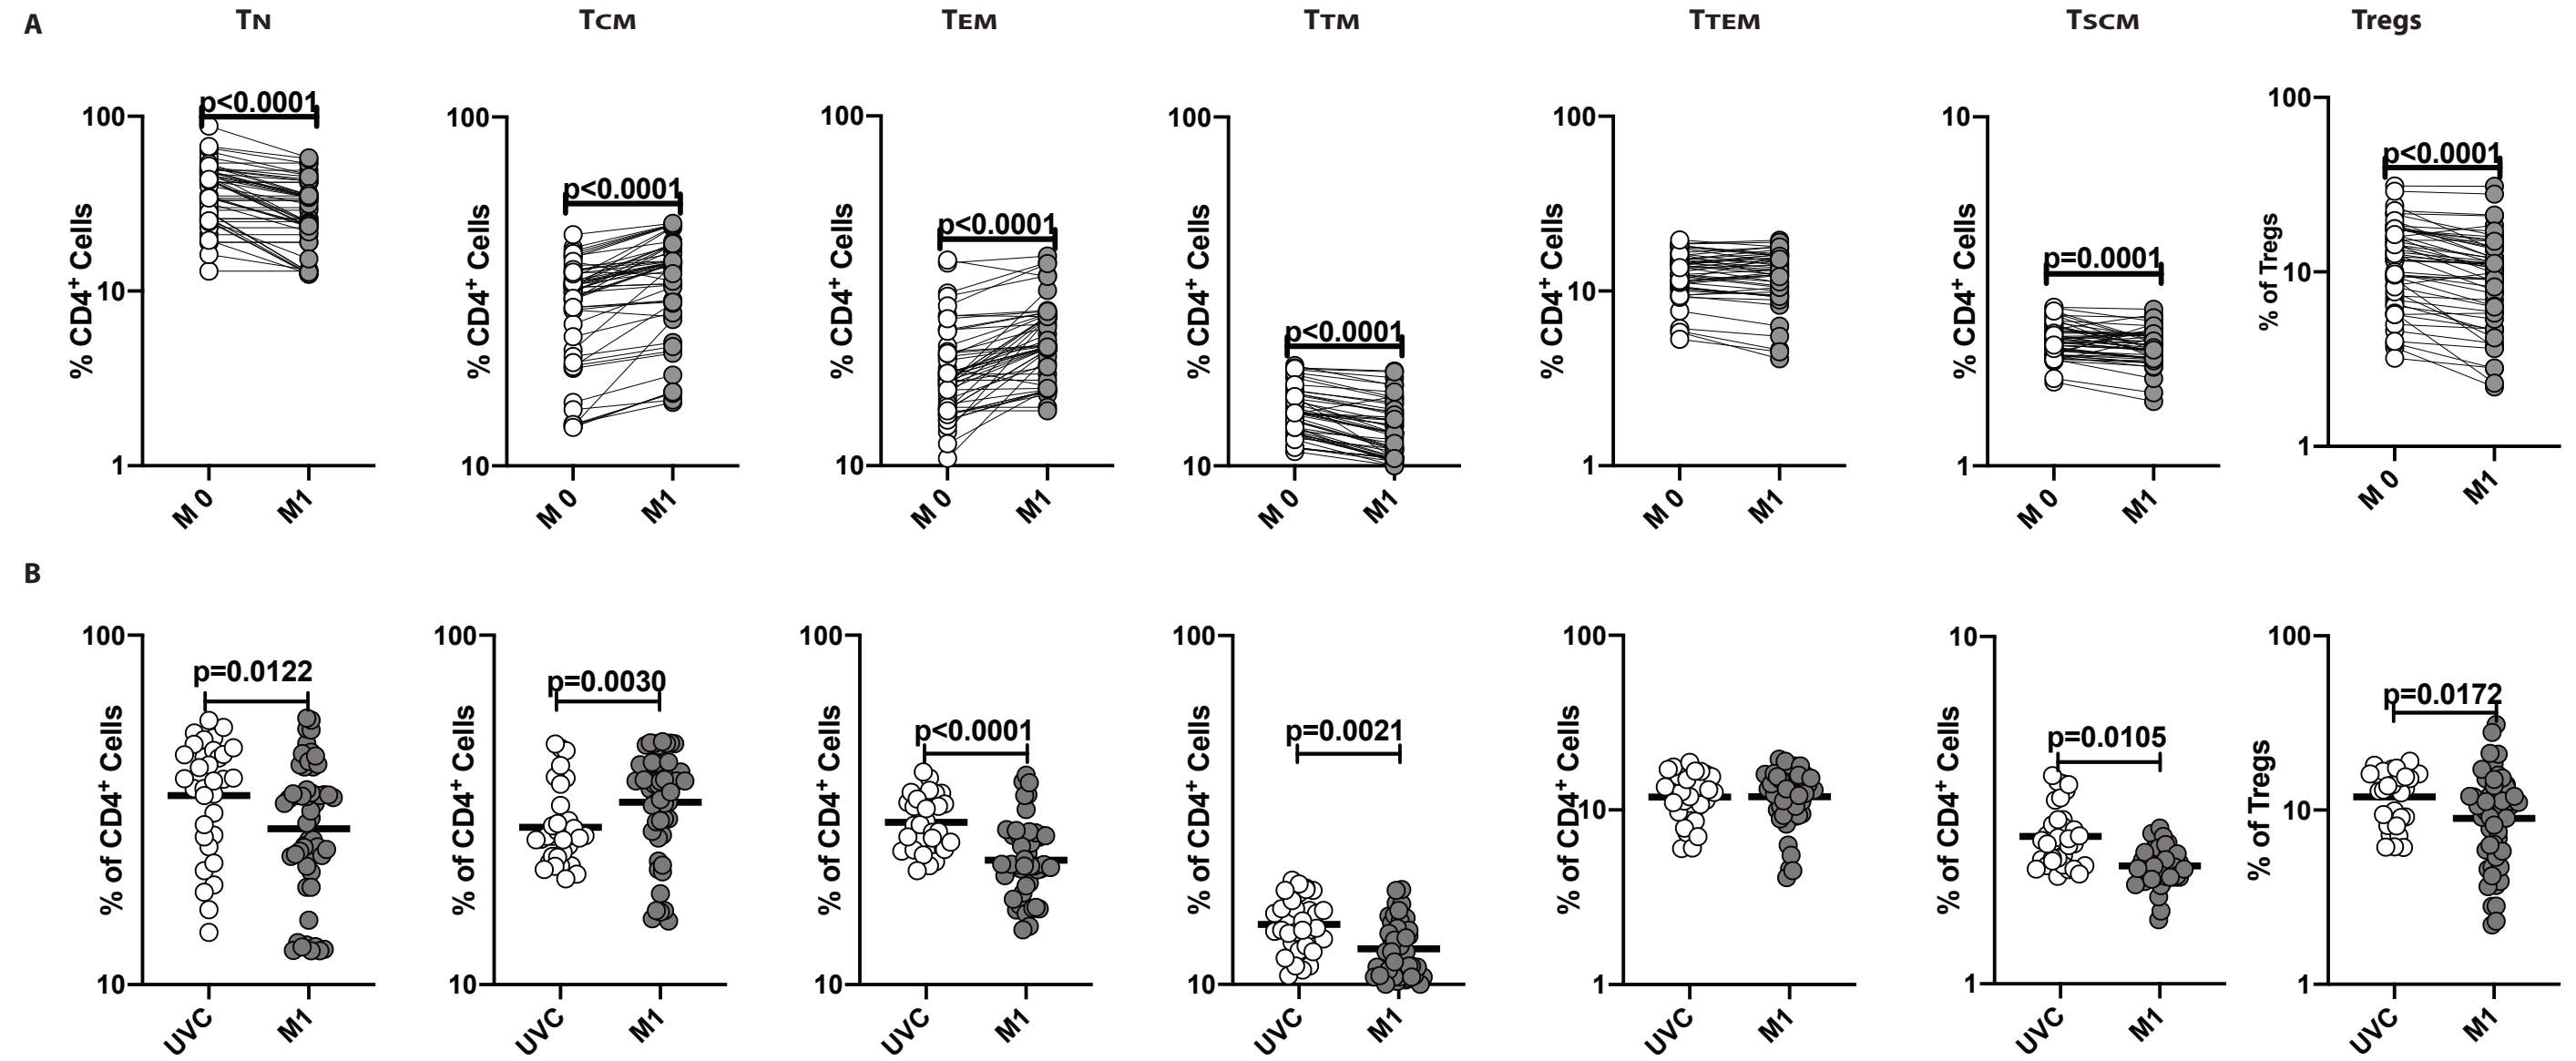 A
TN TCM TEM TTM TTEM TSCM Tregs
p<0.0001
100
10
1
% CD4+ Cells
M 0 M1
p<0.0001
100
10
% CD4+ Cells
M 0 M1
p<0.0001
100
10
% CD4+ Cells
M 0 M1
p<0.0001
100
10
% CD4+ Cells
M 0 M1
100
10
1
% CD4+ Cells
M 0 M1
p=0.0001
10
1
% CD4+ Cells
M 0 M1
p<0.0001
100
10
1
% of Tregs
M 0 M1
B
p=0.0122
100
10
% of CD4+ Cells
UVC M1
p=0.0030
100
10
% of CD4+ Cells
UVC M1
p<0.0001
100
10
% of CD4+ Cells
UVC M1
p=0.0021
100
10
% of CD4+ Cells
UVC M1
100
10
1
% of CD4+ Cells
UVC M1
p=0.0105
10
1
% of CD4+ Cells
UVC M1
p=0.0172
100
10
1
% of Tregs
UVC M1